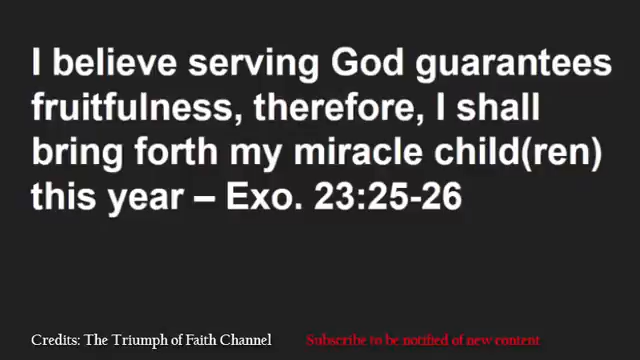 I believe serving God guarantees
fruitfulness, therefore, I shall
bring forth my miracle child(ren)
this year – Exo. 23:25-26
Credits: The Triumph of Faith Channel
Subscribe to be notified of new content